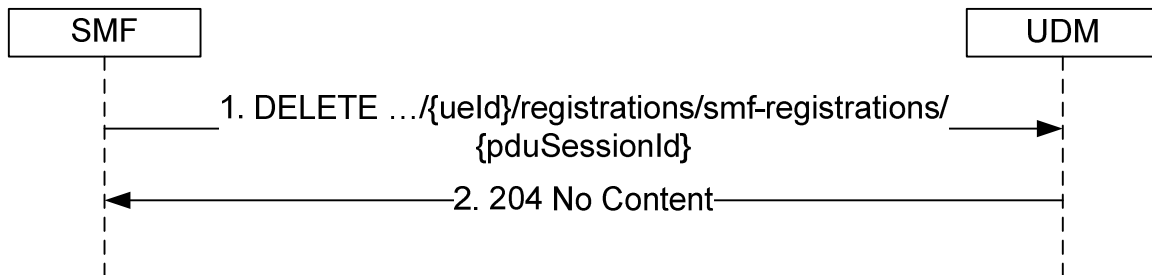 SMF
UDM
1. DELETE …/{ueId}/registrations/smf-registrations/
{pduSessionId}
2. 204 No Content